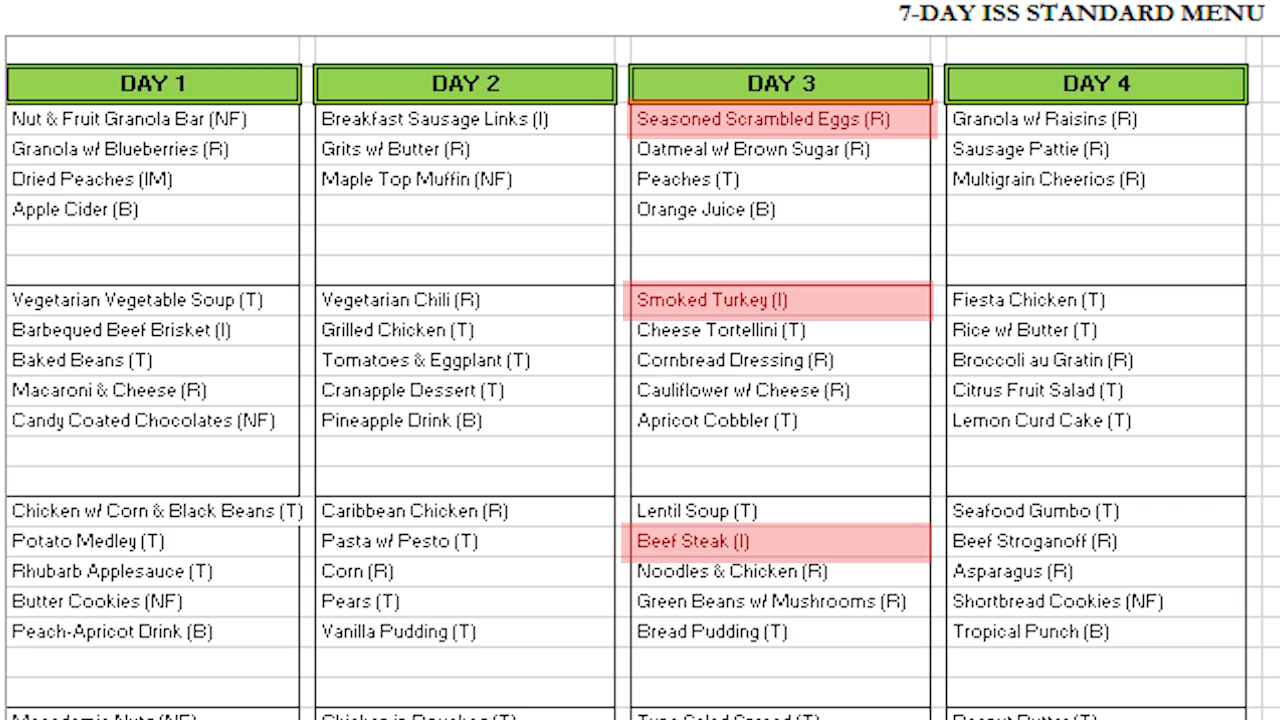 7-DAY ISS STANDARD MENU
DAY 1 DAY 2 DAY 3 DAY 4
Nut & Fruit Granola Bar (NF) Breakfast Sausage Links (I) Seasoned Scrambled Eggs (R) Granola w/ Raisins (R)
Granola w/ Blueberries (R) Grits w/ Butter (R) Oatmeal w/ Brown Sugar (R) Sausage Pattie (R)
Dried Peaches (IM) Maple Top Muffin (NF) Peaches (T) Multigrain Cheerios (R)
Apple Cider (B) Orange Juice (B)
Vegetarian Vegetable Soup (T) Vegetarian Chili (R) Smoked Turkey (I) Fiesta Chicken (T)
Barbequed Beef Brisket (I) Grilled Chicken (T) Cheese Tortellini (T) Rice w/ Butter (T)
Baked Beans (T) Tomatoes & Eggplant (T) Cornbread Dressing (R) Broccoli au Gratin (R)
Macaroni & Cheese (R) Cranapple Dessert (T) Cauliflower w/ Cheese (R) Citrus Fruit Salad (T)
Candy Coated Chocolates (NF) Pineapple Drink (B) Apricot Cobbler (T) Lemon Curd Cake (T)
Chicken w/ Corn & Black Beans (T) Caribbean Chicken (R) Lentil Soup (T) Seafood Gumbo (T)
Potato Medley (T) Pasta w/ Pesto (T) Beef Steak (I) Beef Stroganoff (R)
Rhubarb Applesauce (T) Corn (R) Noodles & Chicken (R) Asparagus (R)
Butter Cookies (NF) Pears (T) Green Beans w/ Mushrooms (R) Shortbread Cookies (NF)
Peach-Apricot Drink (B) Vanilla Pudding (T) Bread Pudding (T) Tropical Punch (B)